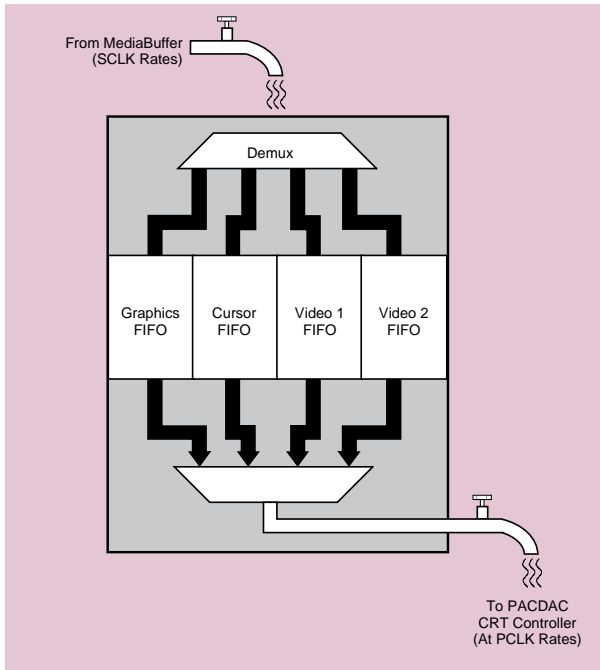 From MediaBuffer
(SCLK Rates)
Demux
Graphics
FIFO
Cursor
FIFO
Video 1
FIFO
Video 2
FIFO
To PACDAC
CRT Controller
(At PCLK Rates)